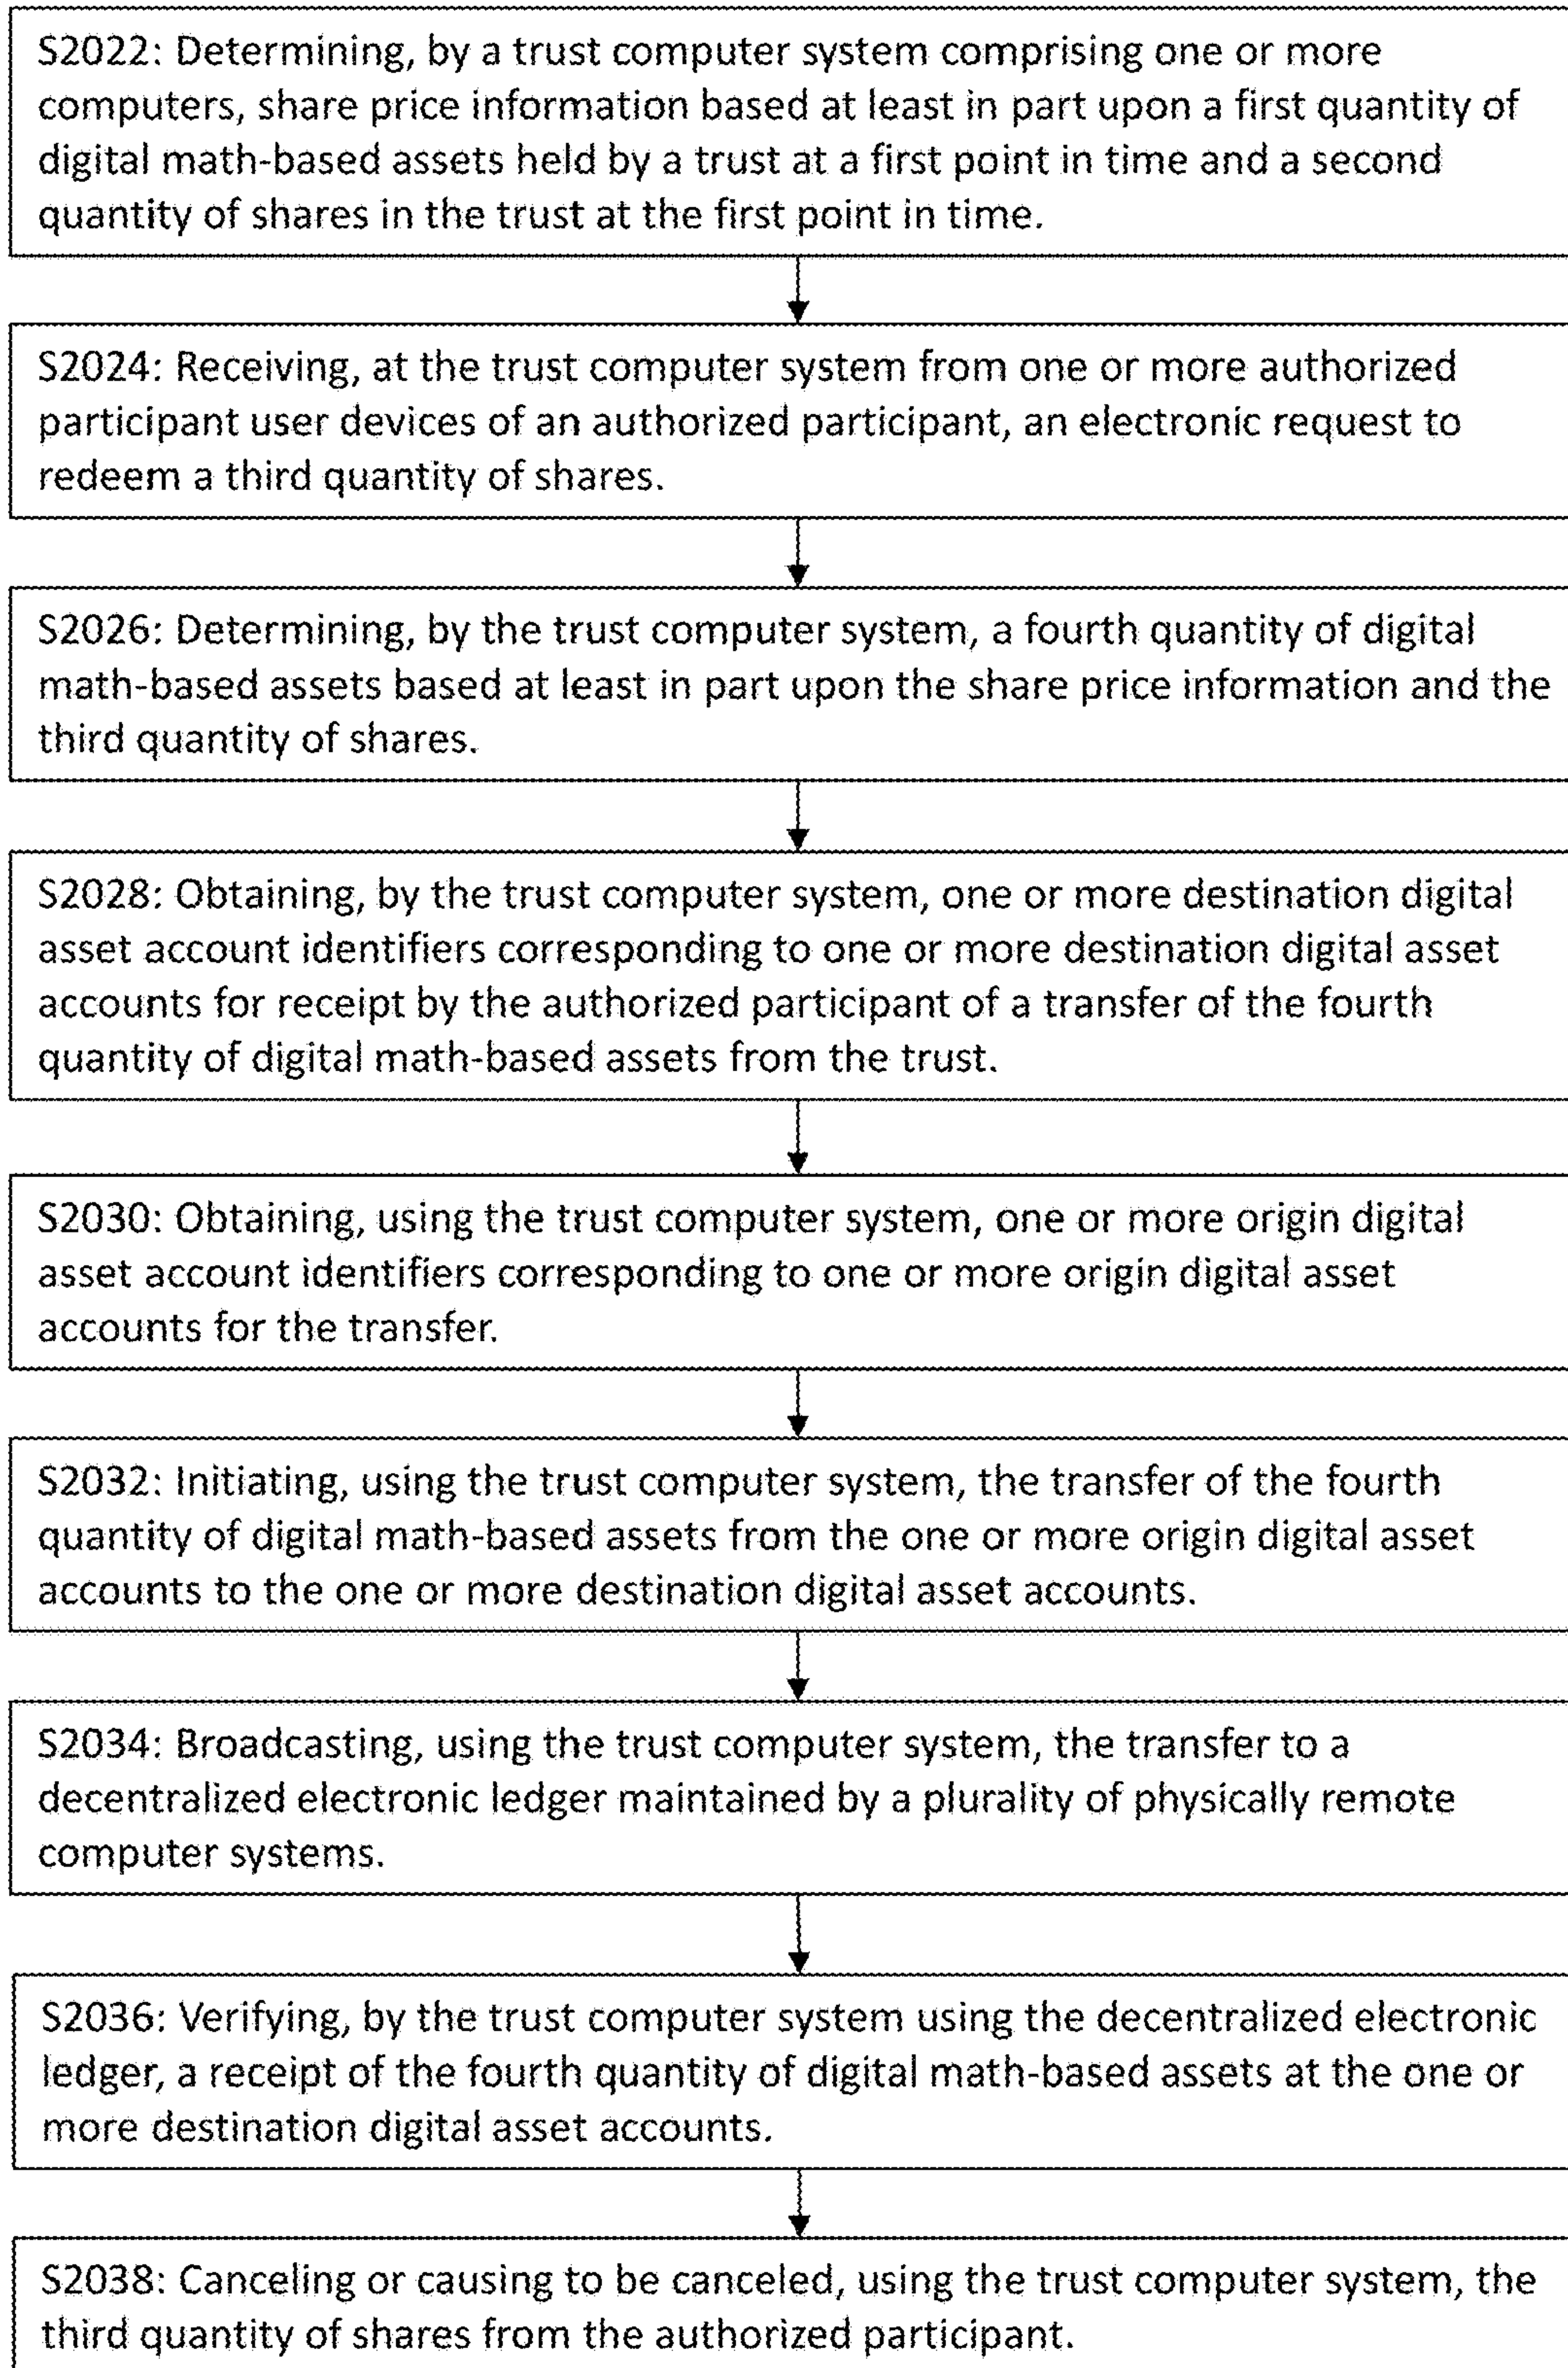 S2022: Determining, by a trust computer system comprising one or more
computers, share price information based at least in part upon a first quantity of
digital math-based assets held by a trust at a first point in time and a second
quantity of shares in the trust at the first point in time.
S2024: Receiving, at the trust computer system from one or more authorized
participant user devices of an authorized participant, an electronic request to
redeem a third quantity of shares.
S2026: Determining, by the trust computer system, a fourth quantity of digital
math-based assets based at least in part upon the share price information and the
third quantity of shares.
S2028: Obtaining, by the trust computer system, one or more destination digital
asset account identifiers corresponding to one or more destination digital asset
accounts for receipt by the authorized participant of a transfer of the fourth
quantity of digital math-based assets from the trust.
S2030: Obtaining, using the trust computer system, one or more origin digital
asset account identifiers corresponding to one or more origin digital asset
accounts for the transfer.
S2032: Initiating, using the trust computer system, the transfer of the fourth
quantity of digital math-based assets from the one or more origin digital asset
accounts to the one or more destination digital asset accounts.
S2034: Broadcasting, using the trust computer system, the transfer to a
decentralized electronic ledger maintained by a plurality of physically remote
computer systems.
S2036: Verifying, by the trust computer system using the decentralized electronic
ledger, a receipt of the fourth quantity of digital math-based assets at the one or
more destination digital asset accounts.
S2038: Canceling or causing to be canceled, using the trust computer system, the
third quantity of shares from the authorized participant.